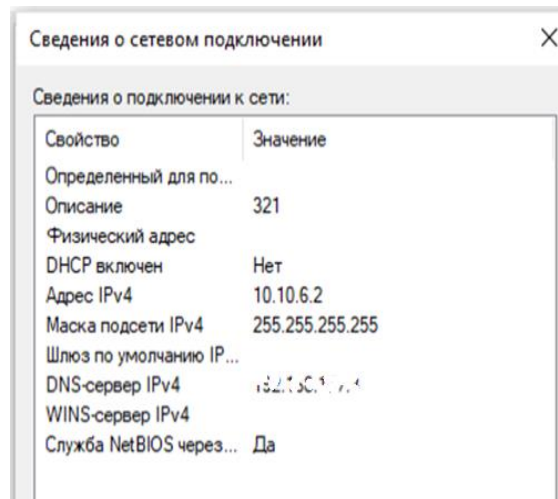 Сведения о сетевом подключении
Сведения о подключении к сети:
Свойство Значение
Определенный для по...
Описание 321
Физический адрес
DHCP включен Нет
Адрес IPv4 10.10.6.2
Маска подсети IPv4 255.255.255.255
Шлюз по умолчанию IP...
DNS-сервер IPv4
WINS-сервер IPv4
Служба NetBIOS через... Да